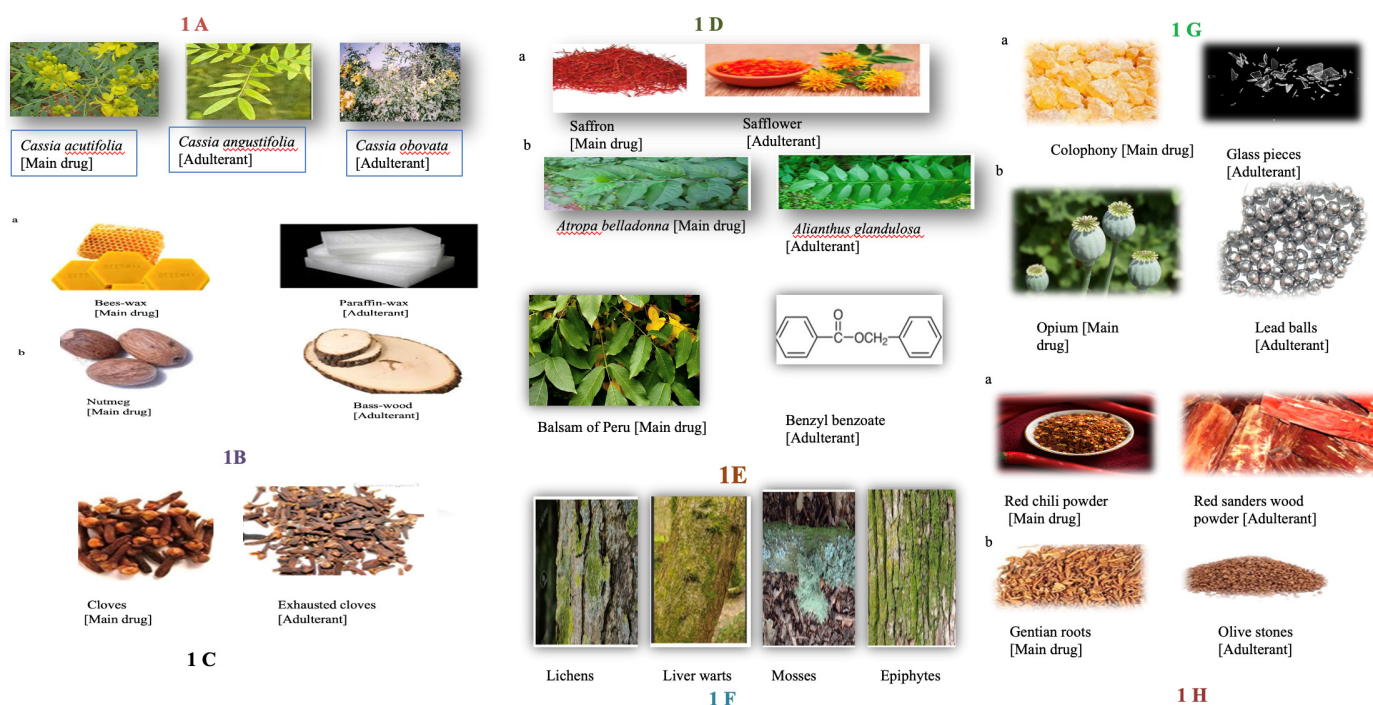 1 A
Cassia acutifolia
[Main drug]
Cassia angustifolia
[Adulterant]
Cassia obovata
[Adulterant]
a
Bees-wax
[Main drug]
Paraffin-wax
[Adulterant]
b
Nutmeg
[Main drug]
Bass-wood
[Adulterant]
1B
Cloves
[Main drug]
Exhausted cloves
[Adulterant]
1 C
1 D
a
Saffron
[Main drug]
Safflower
[Adulterant]
b
Atropa belladonna [Main drug]
Alianthus glandulosa
[Adulterant]
Balsam of Peru [Main drug]
O
C
OCH₂
Benzyl benzoate
[Adulterant]
1E
Lichens
Liver warts
Mosses
Epiphytes
1 F
1 G
a
Colophony [Main drug]
Glass pieces
[Adulterant]
b
Opium [Main
drug]
Lead balls
[Adulterant]
a
Red chili powder
[Main drug]
Red sanders wood
powder [Adulterant]
b
Gentian roots
[Main drug]
Olive stones
[Adulterant]
1 H